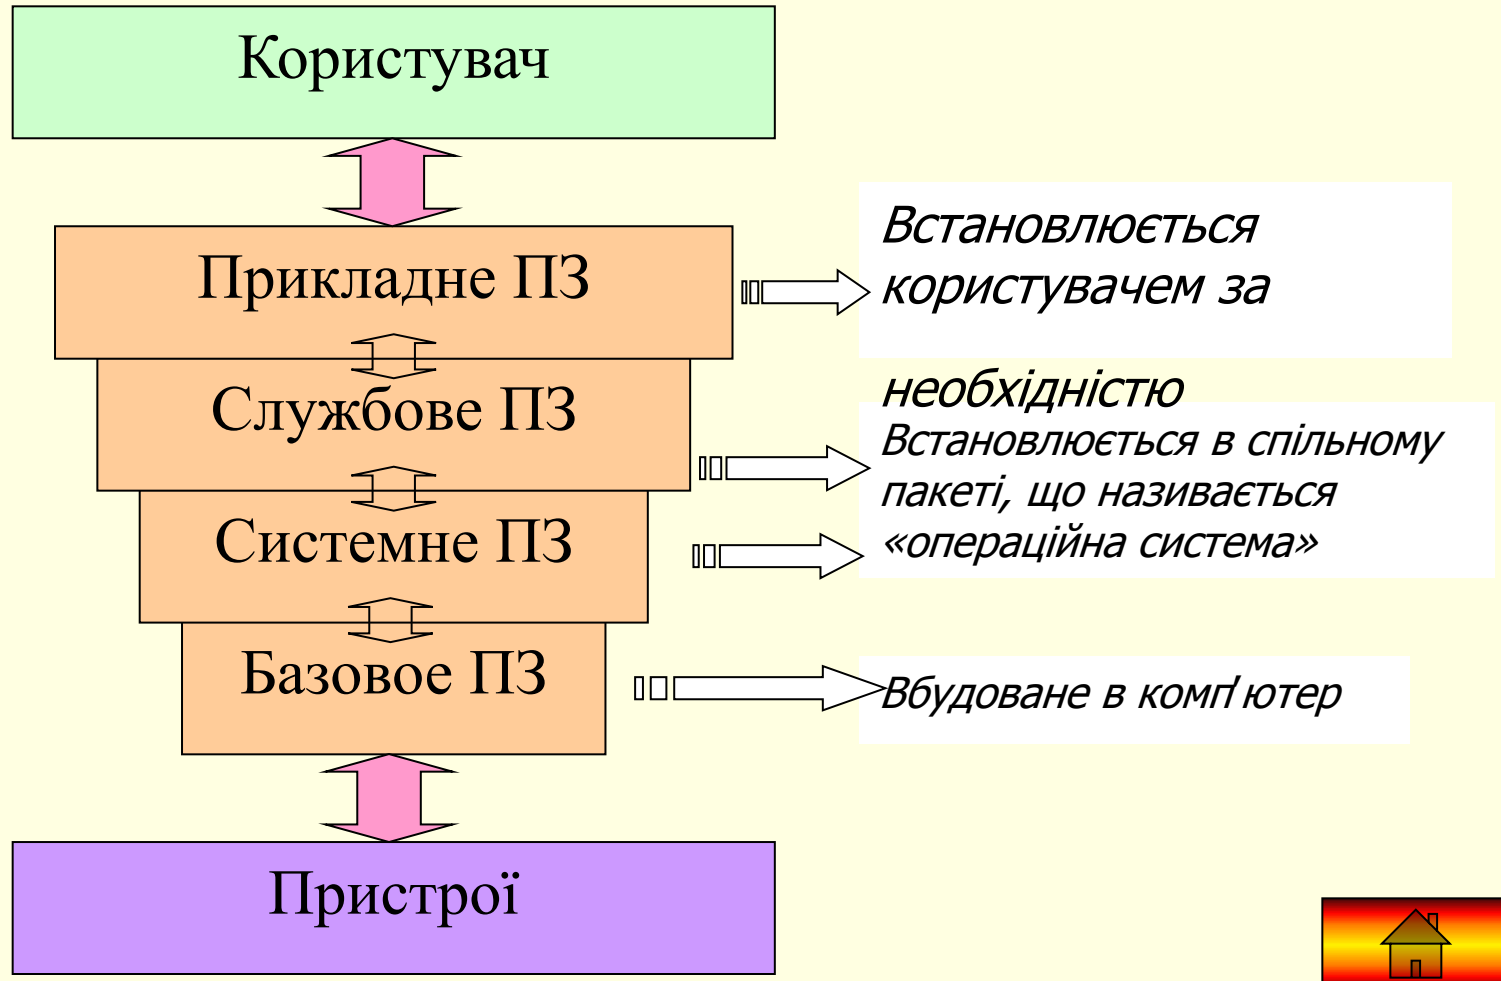 Користувач
Прикладне ПЗ
Встановлюється
користувачем за
необхідністю
Службове ПЗ
Встановлюється в спільному
пакеті, що називається
«операційна система»
Системне ПЗ
Базовое ПЗ
Вбудоване в комп'ютер
Пристрої